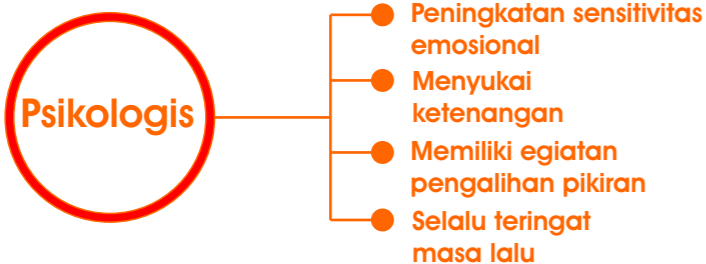 Psikologis
Peningkatan sensitivitas
emosional
Menyukai
ketenangan
Memiliki egiatan
pengalihan pikiran
Selalu teringat
masa lalu